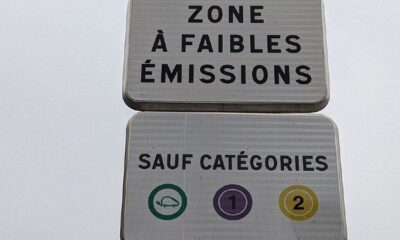 ZONE
À FAIBLES
ÉMISSIONS
SAUF CATÉGORIES
1 2